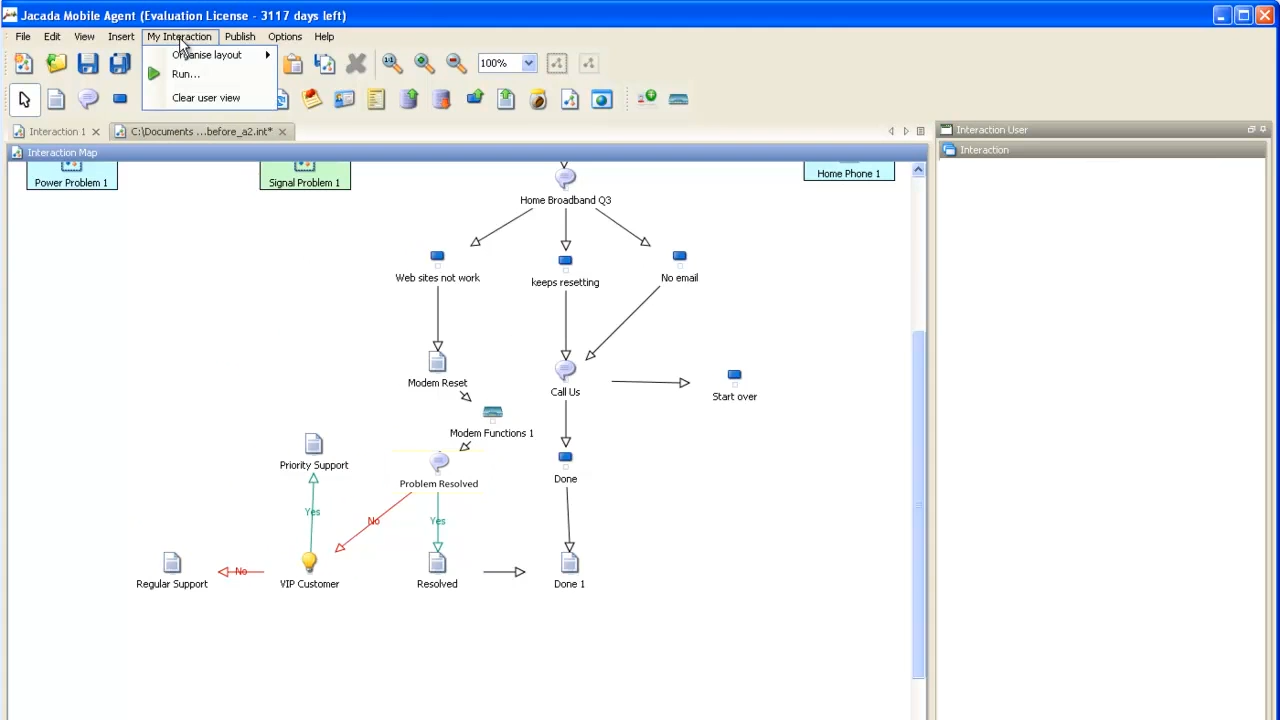 Jacada Mobile Agent (Evaluation License - 3117 days left)
File Edit View Insert My Interaction Publish Options Help
Organise layout
Run...
Clear user view
100%
Interaction 1
C:\Documents ...before_a2.int*
Interaction User
Interaction Map
Interaction
Power Problem 1
Signal Problem 1
Home Phone 1
Home Broadband Q3
Web sites not work
keeps resetting
No email
Modem Reset
Call Us
Start over
Modem Functions 1
Priority Support
Problem Resolved
Done
Yes
No
Yes
No
Regular Support
VIP Customer
Resolved
Done 1